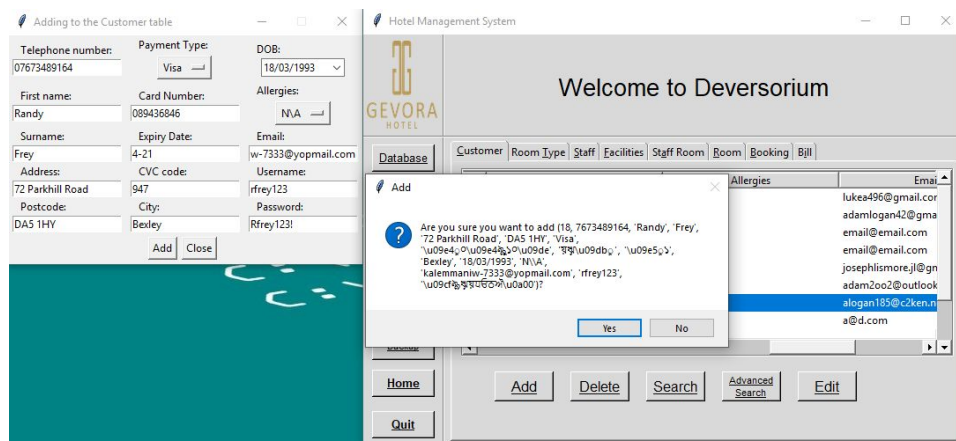 Adding to the Customer table
Telephone number:
Payment Type:
DOB:
07673489164
Visa
18/03/1993
First name:
Card Number:
Allergies:
Randy
089436846
N\A
Surname:
Expiry Date:
Email:
Frey
4-21
w-7333@yopmail.com
Address:
CVC code:
Username:
72 Parkhill Road
947
rfrey123
Postcode:
City:
Password:
DA5 1HY
Bexley
Rfrey123!
Add Close
Hotel Management System
GEVORA
HOTEL
Welcome to Deversorium
Database
Customer Room Type Staff Facilities Staff Room Room Booking Bill
Allergies
Emai
lukea496@gmail.cor
adamlogan42@gma
email@email.com
email@email.com
josephlismore.jl@gn
adam2oo2@outlook
alogan185@c2ken.n
a@d.com
Add
Are you sure you want to add (18, 7673489164, 'Randy', 'Frey',
'72 Parkhill Road', 'DA5 1HY', 'Visa',
'Bexley', '18/03/1993', 'N\\A',
'kalemmaniw-7333@yopmail.com', 'rfrey123',
Yes No
Home
Quit
Add Delete Search Advanced Search Edit